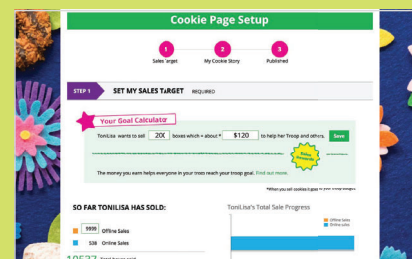 Cookie Page Setup
1 2 3
Sales Target My Cookie Story Published
STEP 1 SET MY SALES TARGET REQUIRED
Your Goal Calculator
ToniLisa wants to sell 20( boxes which = about * $120 to help her Troop and others. Save
The money you earn helps everyone in your trees reach your troop goal. Find out more.
SO FAR TONILISA HAS SOLD:
ToniLisa's Total Sale Progress
9999 Offline Sales
538 Online Sales
Offline Sales
Online sales
10537